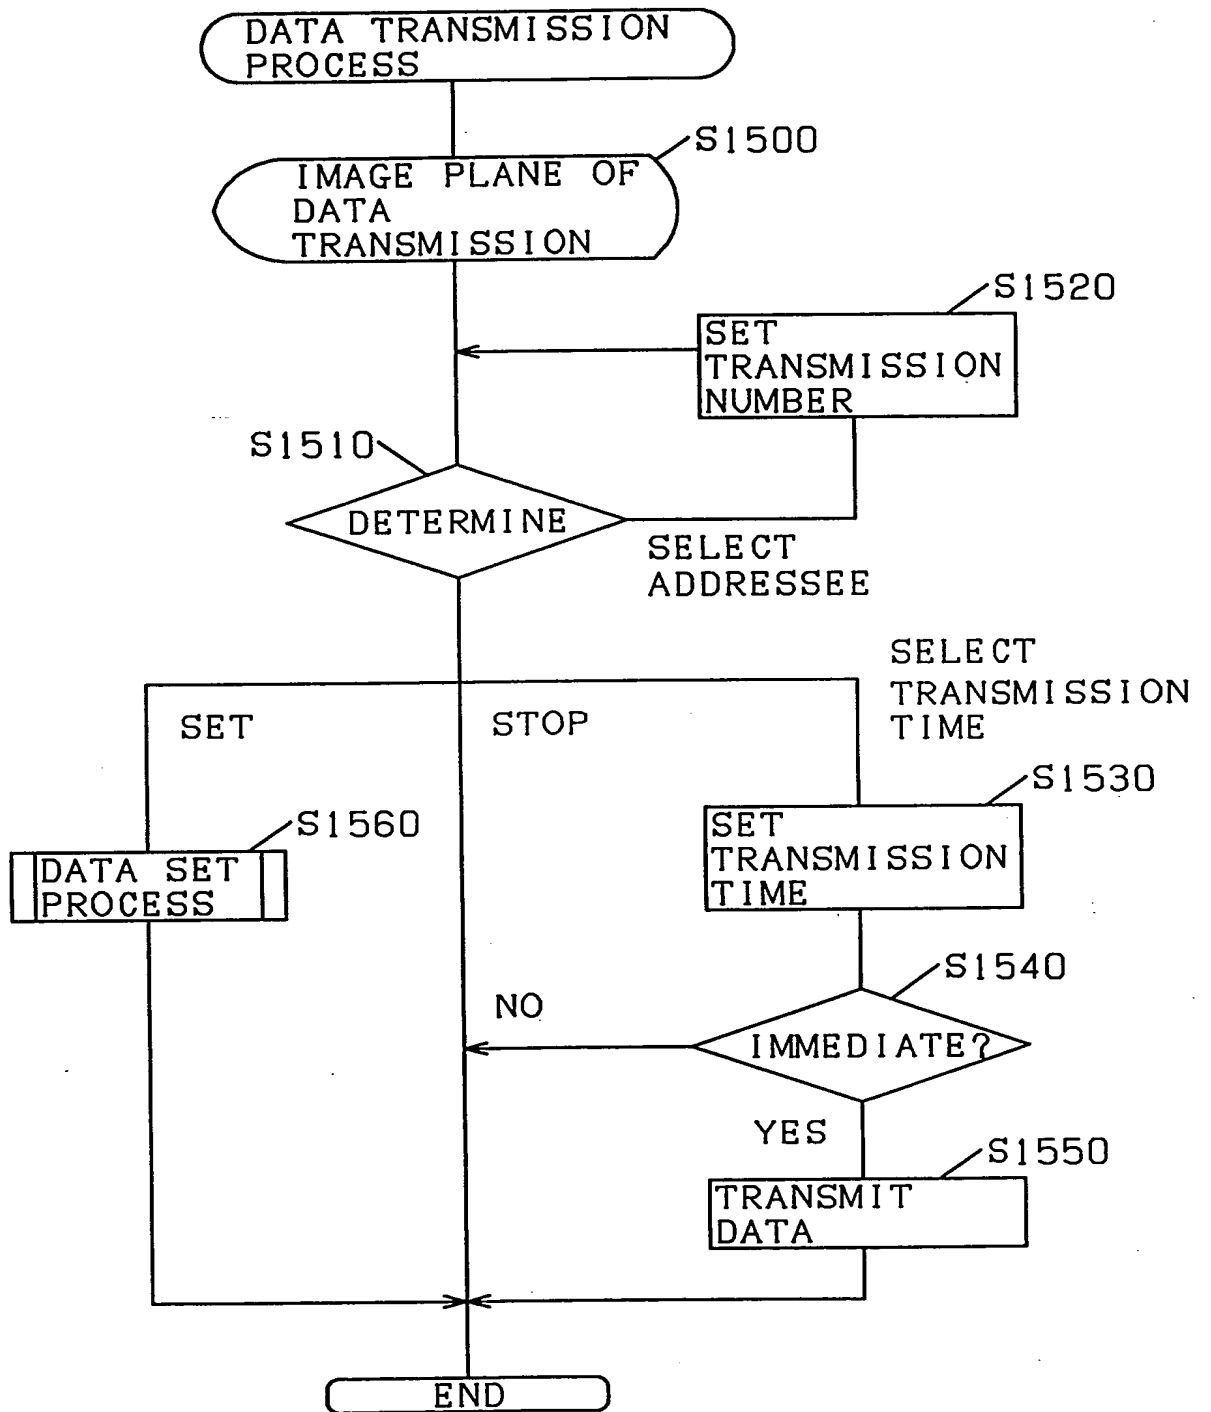 DATA TRANSMISSION
PROCESS
S1500
IMAGE PLANE OF
DATA
TRANSMISSION
S1520
SET
TRANSMISSION
NUMBER
S1510
DETERMINE
SELECT
ADDRESSEE
SELECT
TRANSMISSION
TIME
SET
STOP
S1530
SET
TRANSMISSION
TIME
S1560
DATA SET
PROCESS
S1540
NO
IMMEDIATE?
YES
S1550
TRANSMIT
DATA
END